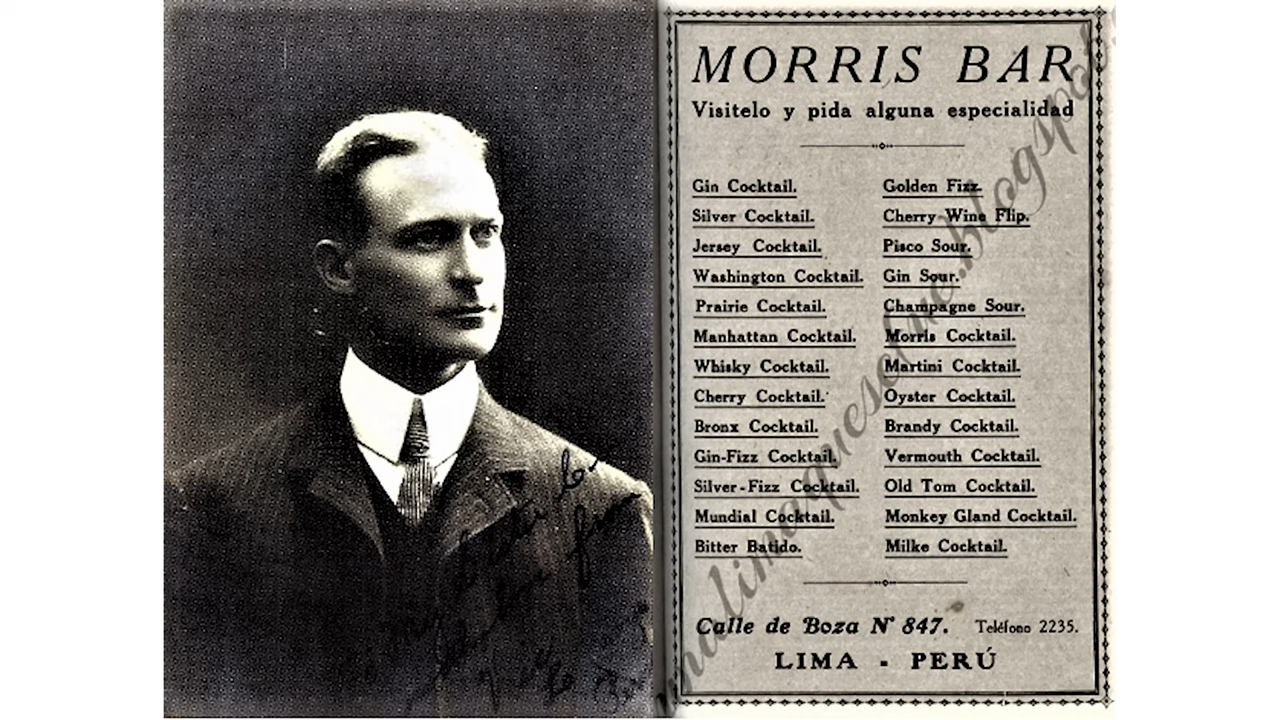 MORRIS BAR
Visitelo y pida alguna especialidad
Gin Cocktail.
Silver Cocktail.
Jersey Cocktail.
Washington Cocktail.
Prairie Cocktail.
Manhattan Cocktail.
Whisky Cocktail.
Cherry Cocktail.
Bronx Cocktail.
Gin-Fizz Cocktail.
Silver-Fizz Cocktail.
Mundial Cocktail.
Bitter Batido.
Golden Fizz.
Cherry Wine Flip.
Pisco Sour.
Gin Sour.
Champagne Sour.
Morris Cocktail.
Martini Cocktail.
Oyster Cocktail.
Brandy Cocktail.
Vermouth Cocktail.
Old Tom Cocktail.
Monkey Gland Cocktail.
Milke Cocktail.
Calle de Boza N° 847. Teléfono 2235.
LIMA - PERÚ